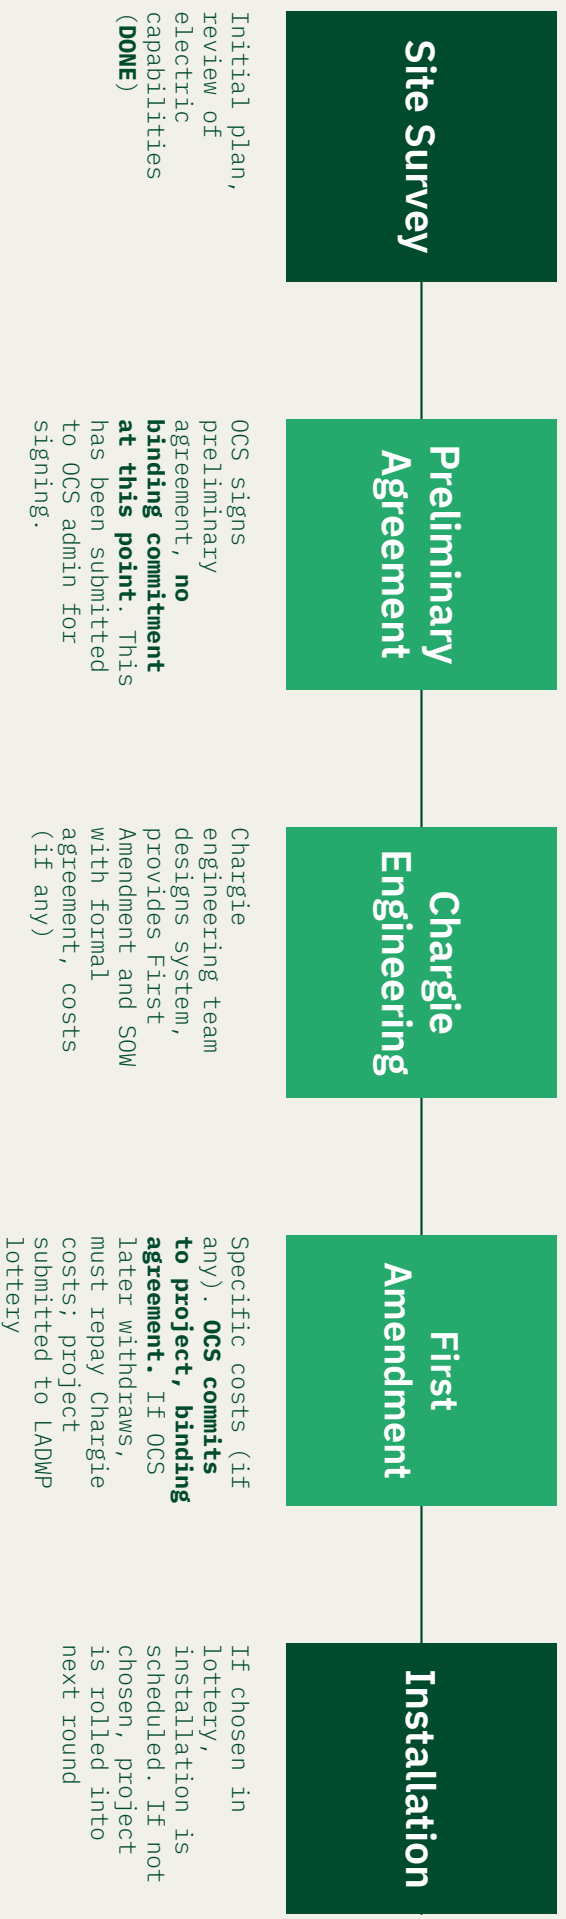 Site Survey
Initial plan,
review of
electric
capabilities
(DONE)
Preliminary
Agreement
OCS signs
preliminary
agreement, no
binding commitment
at this point. This
has been submitted
to OCS admin for
signing.
Chargie
Engineering
Chargie
engineering team
designs system,
provides First
Amendment and SOW
with formal
agreement, costs
(if any)
First
Amendment
Specific costs (if
any). OCS commits
to project, binding
agreement. If OCS
later withdraws,
must repay Chargie
costs; project
submitted to LADWP
lottery
Installation
If chosen in
lottery,
installation is
scheduled. If not
chosen, project
is rolled into
next round